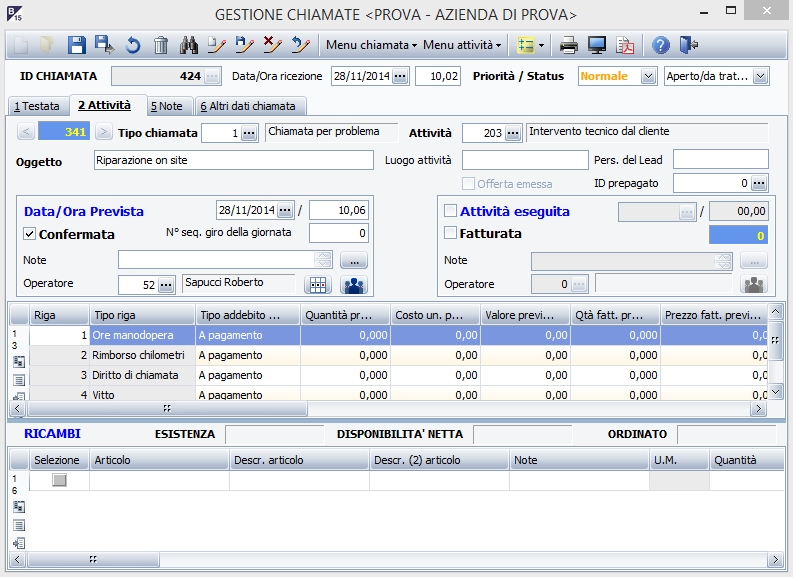 B 15 GESTIONE CHIAMATE <PROVA - AZIENDA DI PROVA>
Menu chiamata Menu attività
ID CHIAMATA 424 Data/Ora ricezione 28/11/2014 10,02 Priorità / Status Normale Aperto/da trat...
1 Testata 2 Attività 5 Note 6 Altri dati chiamata
< 341 > Tipo chiamata 1 Chiamata per problema Attività 203 Intervento tecnico dal cliente
Oggetto Riparazione on site Luogo attività Pers. del Lead
Offerta emessa ID prepagato 0
Data/Ora Prevista 28/11/2014 / 10,06 Attività eseguita / 00,00
Confermata N° seq. giro della giornata 0 Fatturata 0
Note ... Note ...
Operatore 52 Sapucci Roberto Operatore 0
Riga Tipo riga Tipo addebito ... Quantità pr... Costo un. p... Valore previ... Qtà fatt. pr... Prezzo fatt. previ...
1 Ore manodopera A pagamento 0,000 0,00 0,00 0,000 0,0
2 Rimborso chilometri A pagamento 0,000 0,00 0,00 0,000 0,0
3 Diritto di chiamata A pagamento 0,000 0,00 0,00 0,000 0,0
4 Vitto A pagamento 0,000 0,00 0,00 0,000 0,0
1
3
RICAMBI ESISTENZA DISPONIBILITA' NETTA ORDINATO
Selezione Articolo Descr. articolo Descr. (2) articolo Note U.M. Quantità
1
6